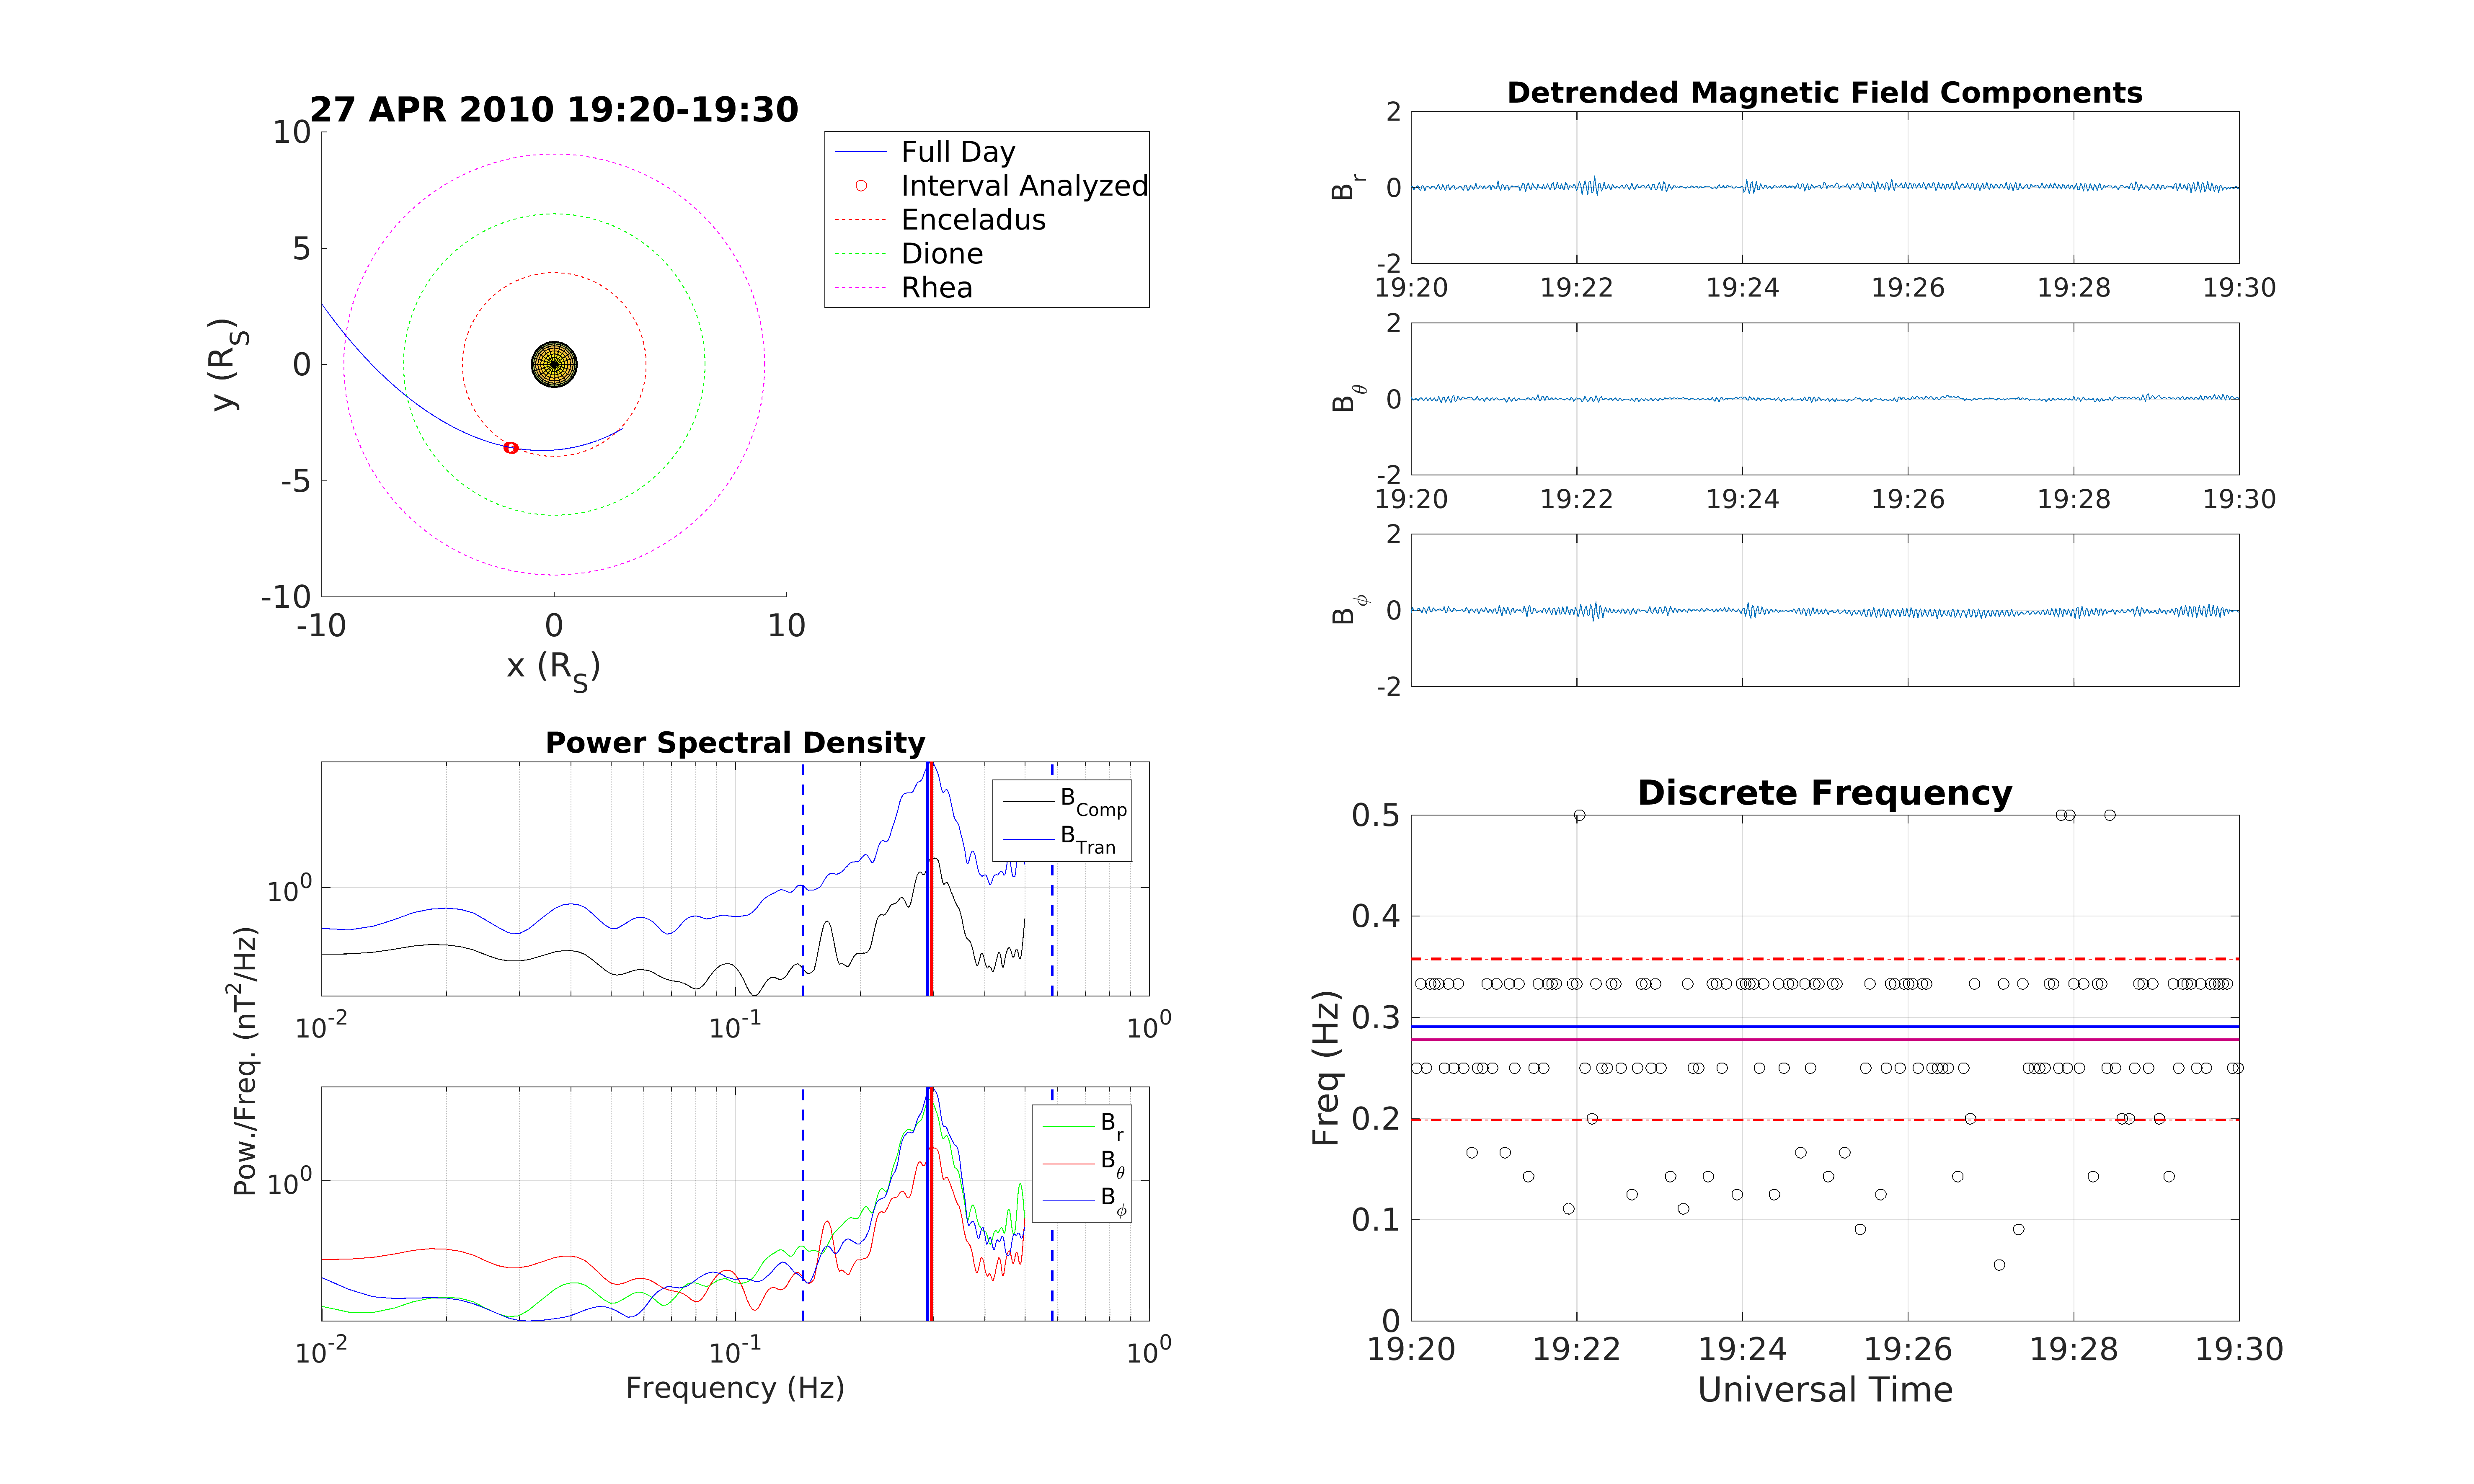 27 APR 2010 19:20-19:30
10
5
0
-5
-10
-10
0
10
y (R_S)
x (R_S)
Full Day
Interval Analyzed
Enceladus
Dione
Rhea
Detrended Magnetic Field Components
B_r
2
0
-2
19:20 19:22 19:24 19:26 19:28 19:30
B_θ
2
0
-2
19:20 19:22 19:24 19:26 19:28 19:30
B_ϕ
2
0
-2
Power Spectral Density
B_Comp
B_Tran
10^0
10^-2 10^-1 10^0
Pow./Freq. (nT^2/Hz)
B_r
B_θ
B_ϕ
10^0
10^-2 10^-1 10^0
Frequency (Hz)
Discrete Frequency
0.5
0.4
0.3
0.2
0.1
0
Freq (Hz)
19:20 19:22 19:24 19:26 19:28 19:30
Universal Time